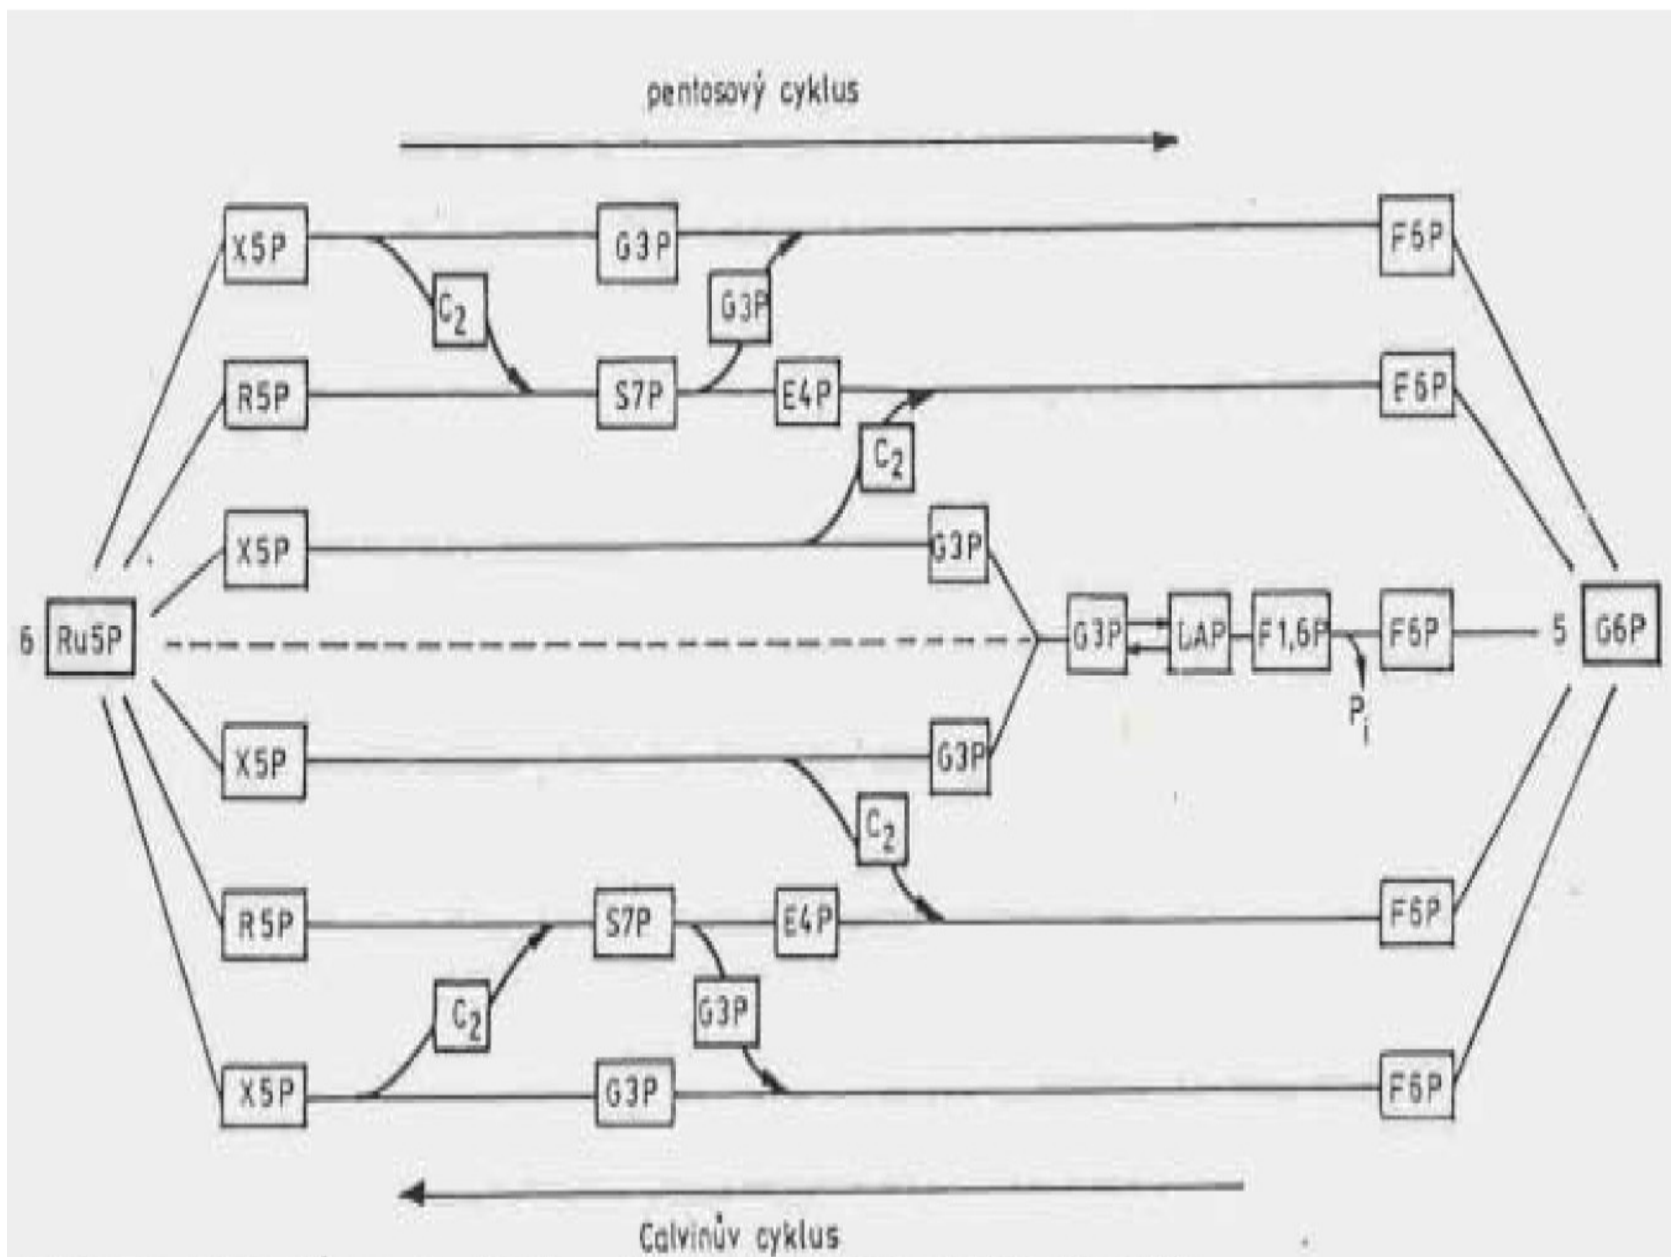 pentosový cyklus
X5P G3P F6P
C2 G3P
R5P S7P E4P F6P
C2
X5P G3P
6 Ru5P G3P DAP F1,6P F6P 5 G6P
Pi
X5P G3P
C2
R5P S7P E4P F6P
C2 G3P
X5P G3P F6P
Calvinův cyklus